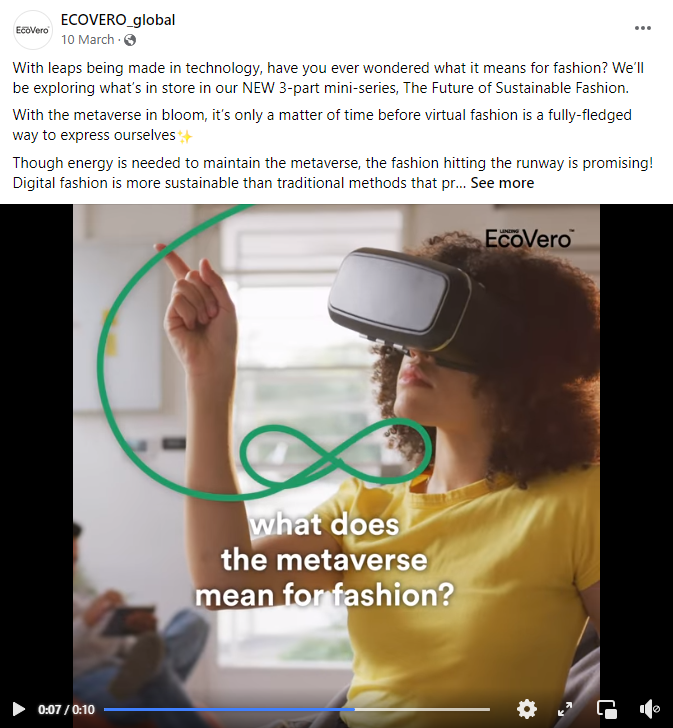 EcoVero
ECOVERO_global
10 March ·
With leaps being made in technology, have you ever wondered what it means for fashion? We'll
be exploring what's in store in our NEW 3-part mini-series, The Future of Sustainable Fashion.
With the metaverse in bloom, it's only a matter of time before virtual fashion is a fully-fledged
way to express ourselves✨
Though energy is needed to maintain the metaverse, the fashion hitting the runway is promising!
Digital fashion is more sustainable than traditional methods that pr... See more
LENZING
EcoVero™
what does
the metaverse
mean for fashion?
0:07 / 0:10